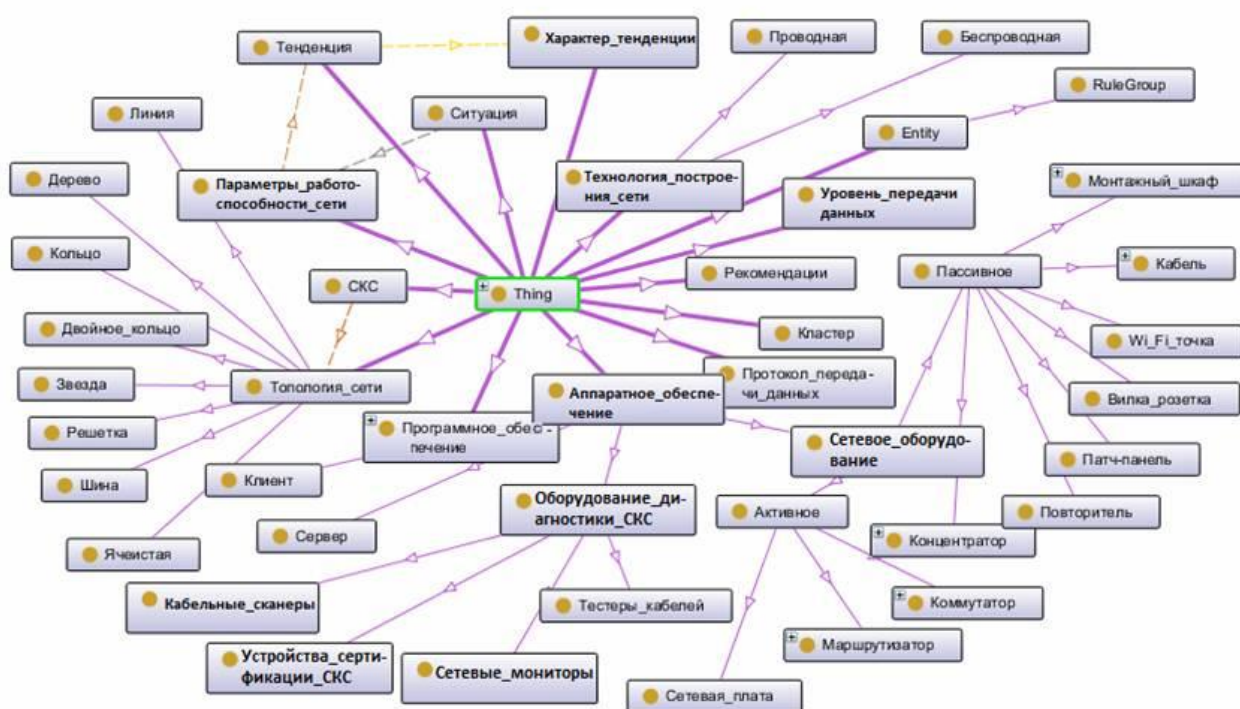 Тенденция
Характер_тенденции
Проводная
Беспроводная
RuleGroup
Линия
Ситуация
Entity
Дерево
Параметры_работо-
способности_сети
Технология_построе-
ния_сети
Уровень_передачи
данных
Монтажный_шкаф
Кольцо
СКС
Thing
Рекомендации
Пассивное
Кабель
Двойное_кольцо
Кластер
Wi_Fi_точка
Звезда
Топология_сети
Аппаратное_обеспе-
чение
Протокол_переда-
чи_данных
Вилка_розетка
Решетка
Программное_обес -
печение
Сетевое_оборудо-
вание
Патч-панель
Шина
Клиент
Оборудование_ди-
агностики_СКС
Активное
Повторитель
Ячеистая
Сервер
Концентратор
Кабельные_сканеры
Тестеры_кабелей
Коммутатор
Устройства_серти-
фикации_СКС
Сетевые_мониторы
Маршрутизатор
Сетевая_плата